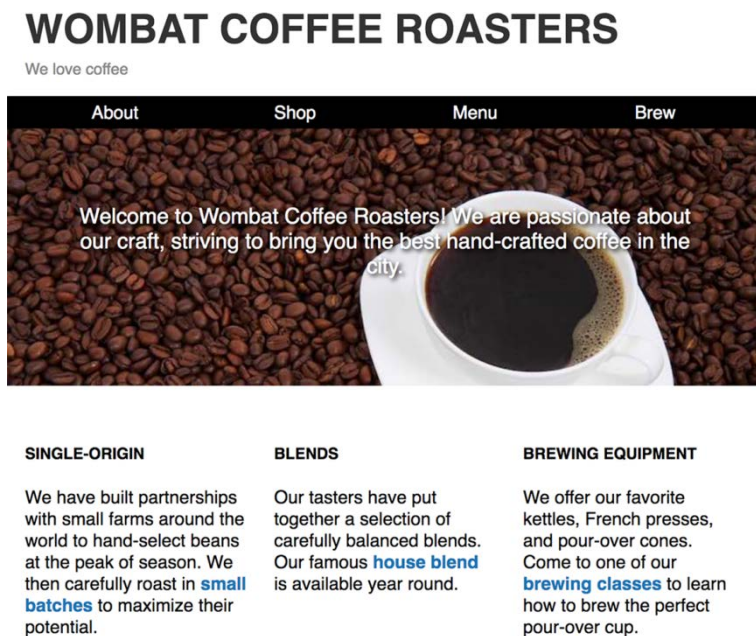 WOMBAT COFFEE ROASTERS
We love coffee
About Shop Menu Brew
Welcome to Wombat Coffee Roasters! We are passionate about
our craft, striving to bring you the best hand-crafted coffee in the
city.
SINGLE-ORIGIN
We have built partnerships
with small farms around the
world to hand-select beans
at the peak of season. We
then carefully roast in small
batches to maximize their
potential.
BLENDS
Our tasters have put
together a selection of
carefully balanced blends.
Our famous house blend
is available year round.
BREWING EQUIPMENT
We offer our favorite
kettles, French presses,
and pour-over cones.
Come to one of our
brewing classes to learn
how to brew the perfect
pour-over cup.